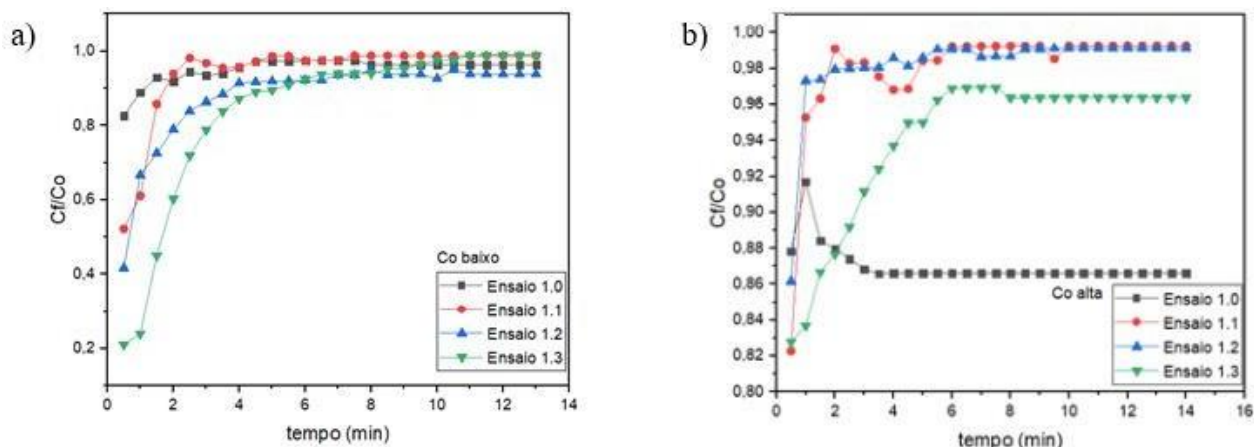 a)
Cf/Co
1.0
0,8
0,6
0,4
0,2
0
2
4
6
8
10
12
14
tempo (min)
Co baixo
Ensaio 1.0
Ensaio 1.1
Ensaio 1.2
Ensaio 1.3
b)
Cf/Co
1.00
0.98
0.96
0.94
0.92
0.90
0.88
0.86
0.84
0.82
0.80
0
2
4
6
8
10
12
14
16
tempo (min)
Co alta
Ensaio 1.0
Ensaio 1.1
Ensaio 1.2
Ensaio 1.3